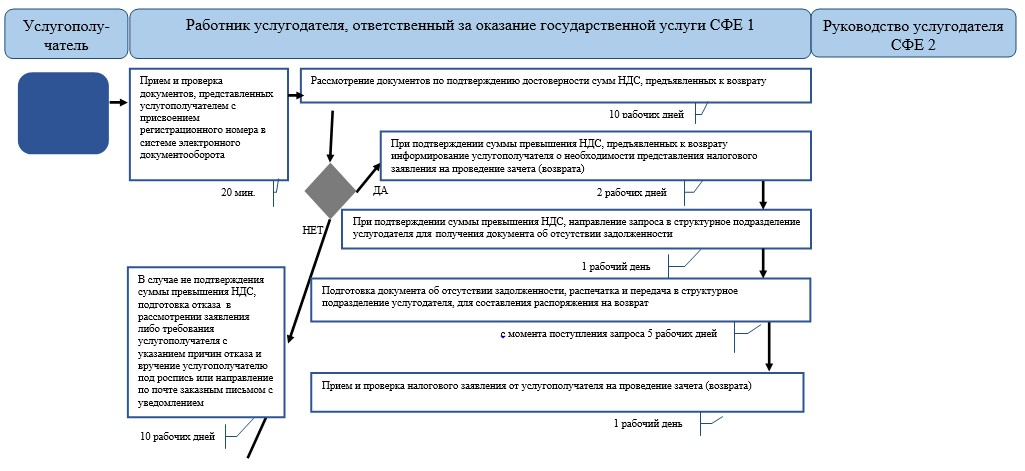 Услугополу-
чатель
Работник услугодателя, ответственный за оказание государственной услуги СФЕ 1
Руководство услугодателя
СФЕ 2
Прием и проверка
документов, представленных
услугополучателем с
присвоением
регистрационного номера в
системе электронного
документооборота
20 мин.
Рассмотрение документов по подтверждению достоверности сумм НДС, предъявленных к возврату
10 рабочих дней
При подтверждении суммы превышения НДС, предъявленных к возврату
информирование услугополучателя о необходимости представления налогового
заявления на проведение зачета (возврата)
ДА
2 рабочих дней
При подтверждении суммы превышения НДС, направление запроса в структурное подразделение
услугодателя для получения документа об отсутствии задолженности
НЕТ
1 рабочий день
В случае не подтверждения
суммы превышения НДС,
подготовка отказа в
рассмотрении заявления
либо требования
услугополучателя с
указанием причин отказа и
вручение услугополучателю
под роспись или направление
по почте заказным письмом с
уведомлением
10 рабочих дней
Подготовка документа об отсутствии задолженности, распечатка и передача в структурное
подразделение услугодателя, для составления распоряжения на возврат
с момента поступления запроса 5 рабочих дней
Прием и проверка налогового заявления от услугополучателя на проведение зачета (возврата)
1 рабочий день